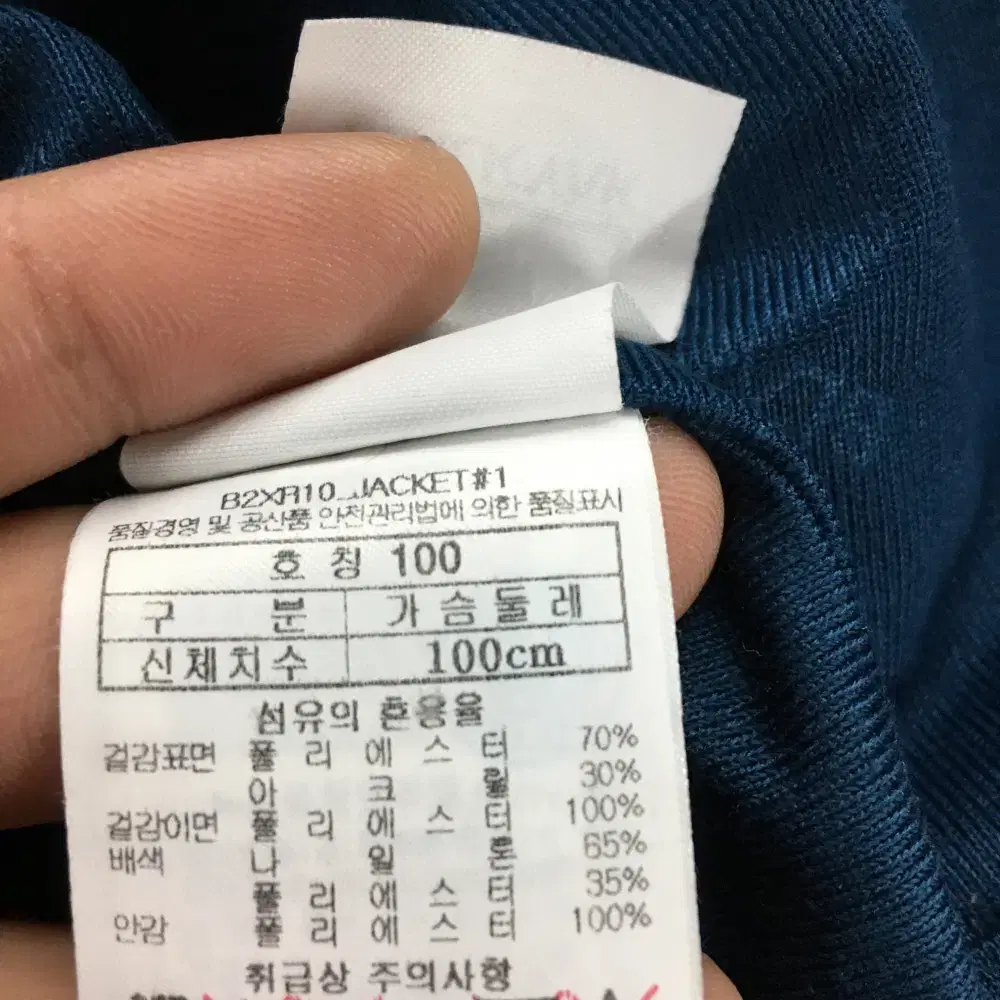 B2XR10_JACKET#1
품질경영 및 공산품 안전관리법에 의한 품질표시
호 칭 100
구 분 가 슴 둘 레
신체치수 100cm
섬유의 혼용율
겉감표면 폴 리 에 스 터 70%
아 크 릴 30%
겉감이면 폴 리 에 스 터 100%
배색 나 일 론 65%
폴 리 에 스 터 35%
안감 폴 리 에 스 터 100%
취급상 주의사항